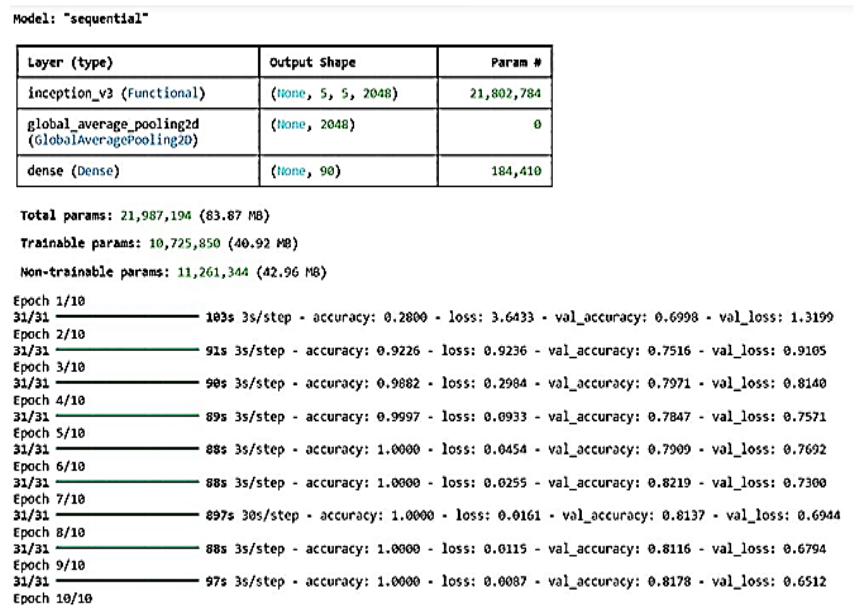 Model: "sequential"
Layer (type) Output Shape Param #
inception_v3 (Functional) (None, 5, 5, 2048) 21,802,784
global_average_pooling2d (None, 2048) 0
(GlobalAveragePooling2D)
dense (Dense) (None, 90) 184,410
Total params: 21,987,194 (83.87 MB)
Trainable params: 10,725,850 (40.92 MB)
Non-trainable params: 11,261,344 (42.96 MB)
Epoch 1/10
31/31 103s 3s/step - accuracy: 0.2800 - loss: 3.6433 - val_accuracy: 0.6998 - val_loss: 1.3199
Epoch 2/10
31/31 91s 3s/step - accuracy: 0.9226 - loss: 0.9236 - val_accuracy: 0.7516 - val_loss: 0.9105
Epoch 3/10
31/31 90s 3s/step - accuracy: 0.9882 - loss: 0.2984 - val_accuracy: 0.7971 - val_loss: 0.8140
Epoch 4/10
31/31 89s 3s/step - accuracy: 0.9997 - loss: 0.0933 - val_accuracy: 0.7847 - val_loss: 0.7571
Epoch 5/10
31/31 88s 3s/step - accuracy: 1.0000 - loss: 0.0454 - val_accuracy: 0.7909 - val_loss: 0.7692
Epoch 6/10
31/31 88s 3s/step - accuracy: 1.0000 - loss: 0.0255 - val_accuracy: 0.8219 - val_loss: 0.7300
Epoch 7/10
31/31 897s 30s/step - accuracy: 1.0000 - loss: 0.0161 - val_accuracy: 0.8137 - val_loss: 0.6944
Epoch 8/10
31/31 88s 3s/step - accuracy: 1.0000 - loss: 0.0115 - val_accuracy: 0.8116 - val_loss: 0.6794
Epoch 9/10
31/31 97s 3s/step - accuracy: 1.0000 - loss: 0.0087 - val_accuracy: 0.8178 - val_loss: 0.6512
Epoch 10/10